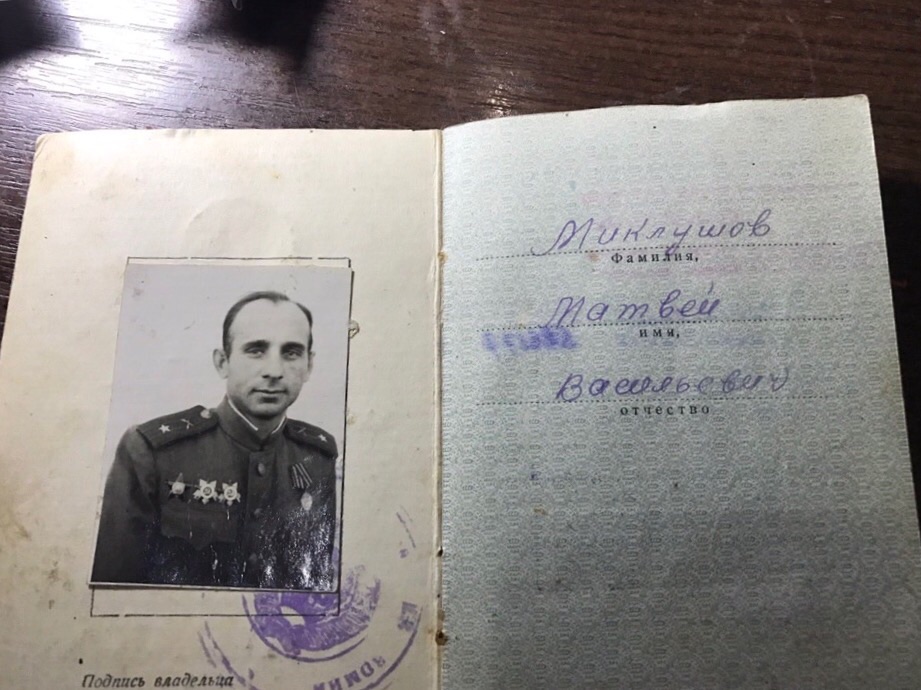 Подпись владельца
Миклушов
Фамилия,
Матвей
имя,
Васильевич
отчество